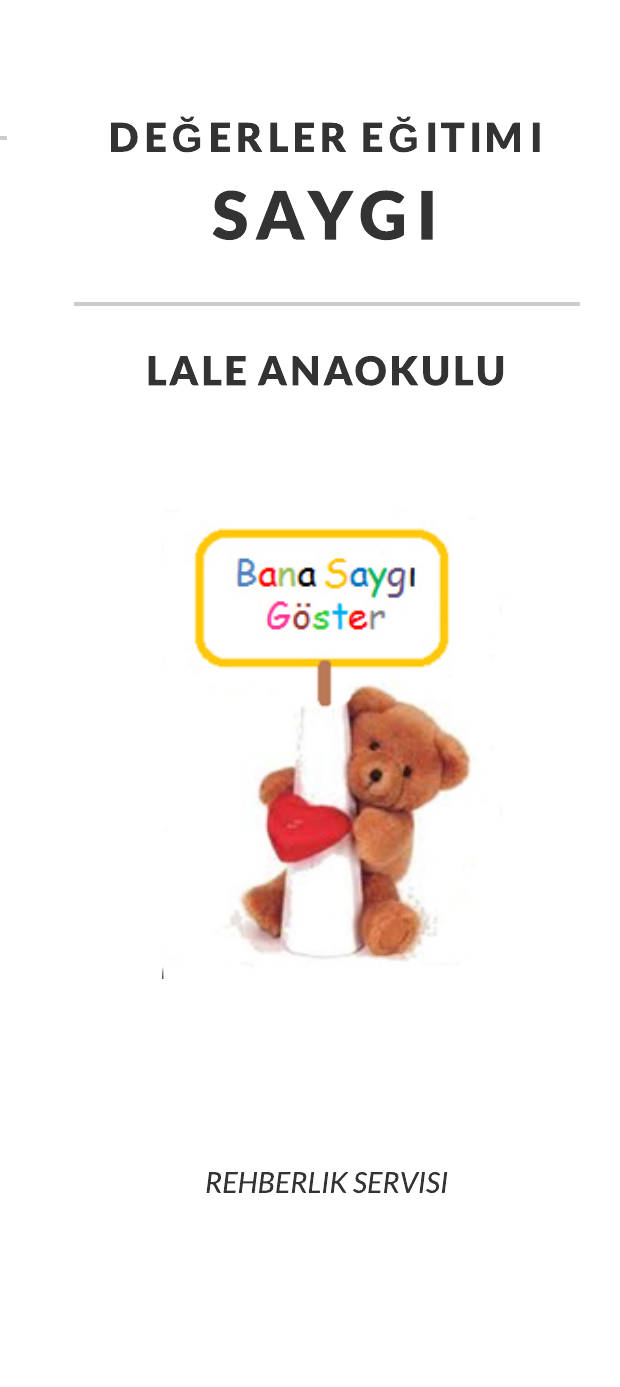 DEĞERLER EĞITIMI
SAYGI
LALE ANAOKULU
Bana Saygı
Göster
REHBERLIK SERVISI